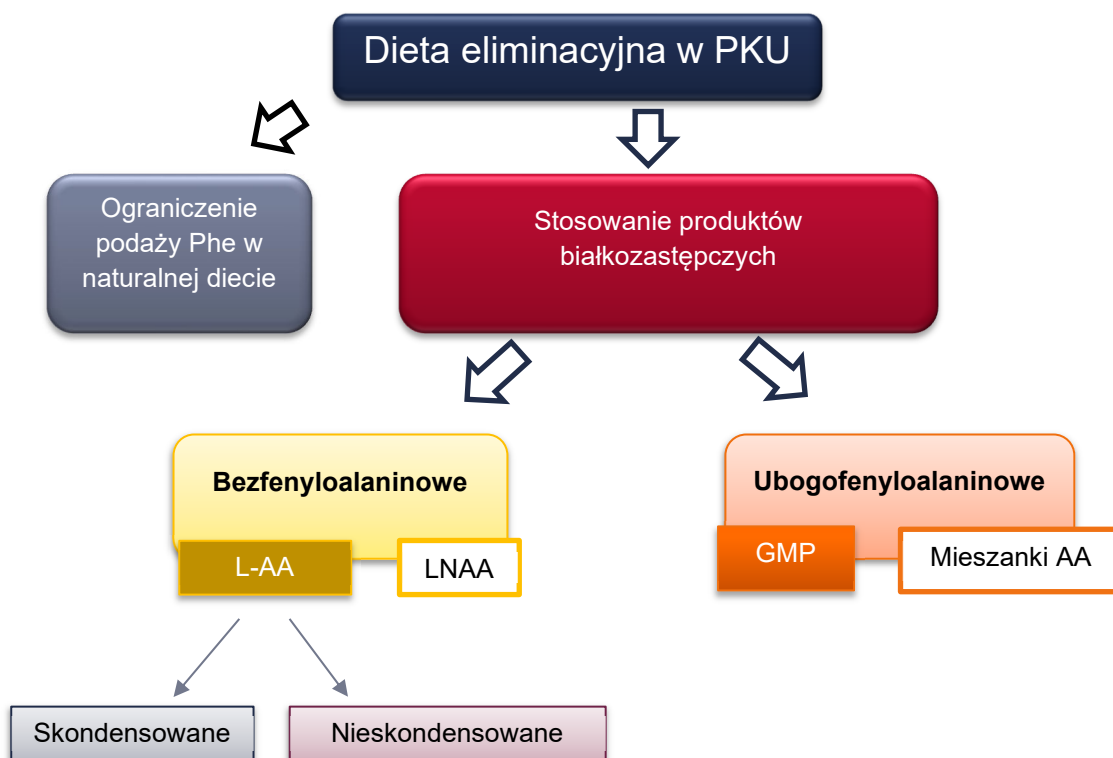 Dieta eliminacyjna w PKU
Ograniczenie
podaży Phe w
naturalnej diecie
Stosowanie produktów
białkozastępczych
Bezfenyloalaninowe
L-AA
LNAA
Ubogofenyloalaninowe
GMP
Mieszanki AA
Skondensowane
Nieskondensowane